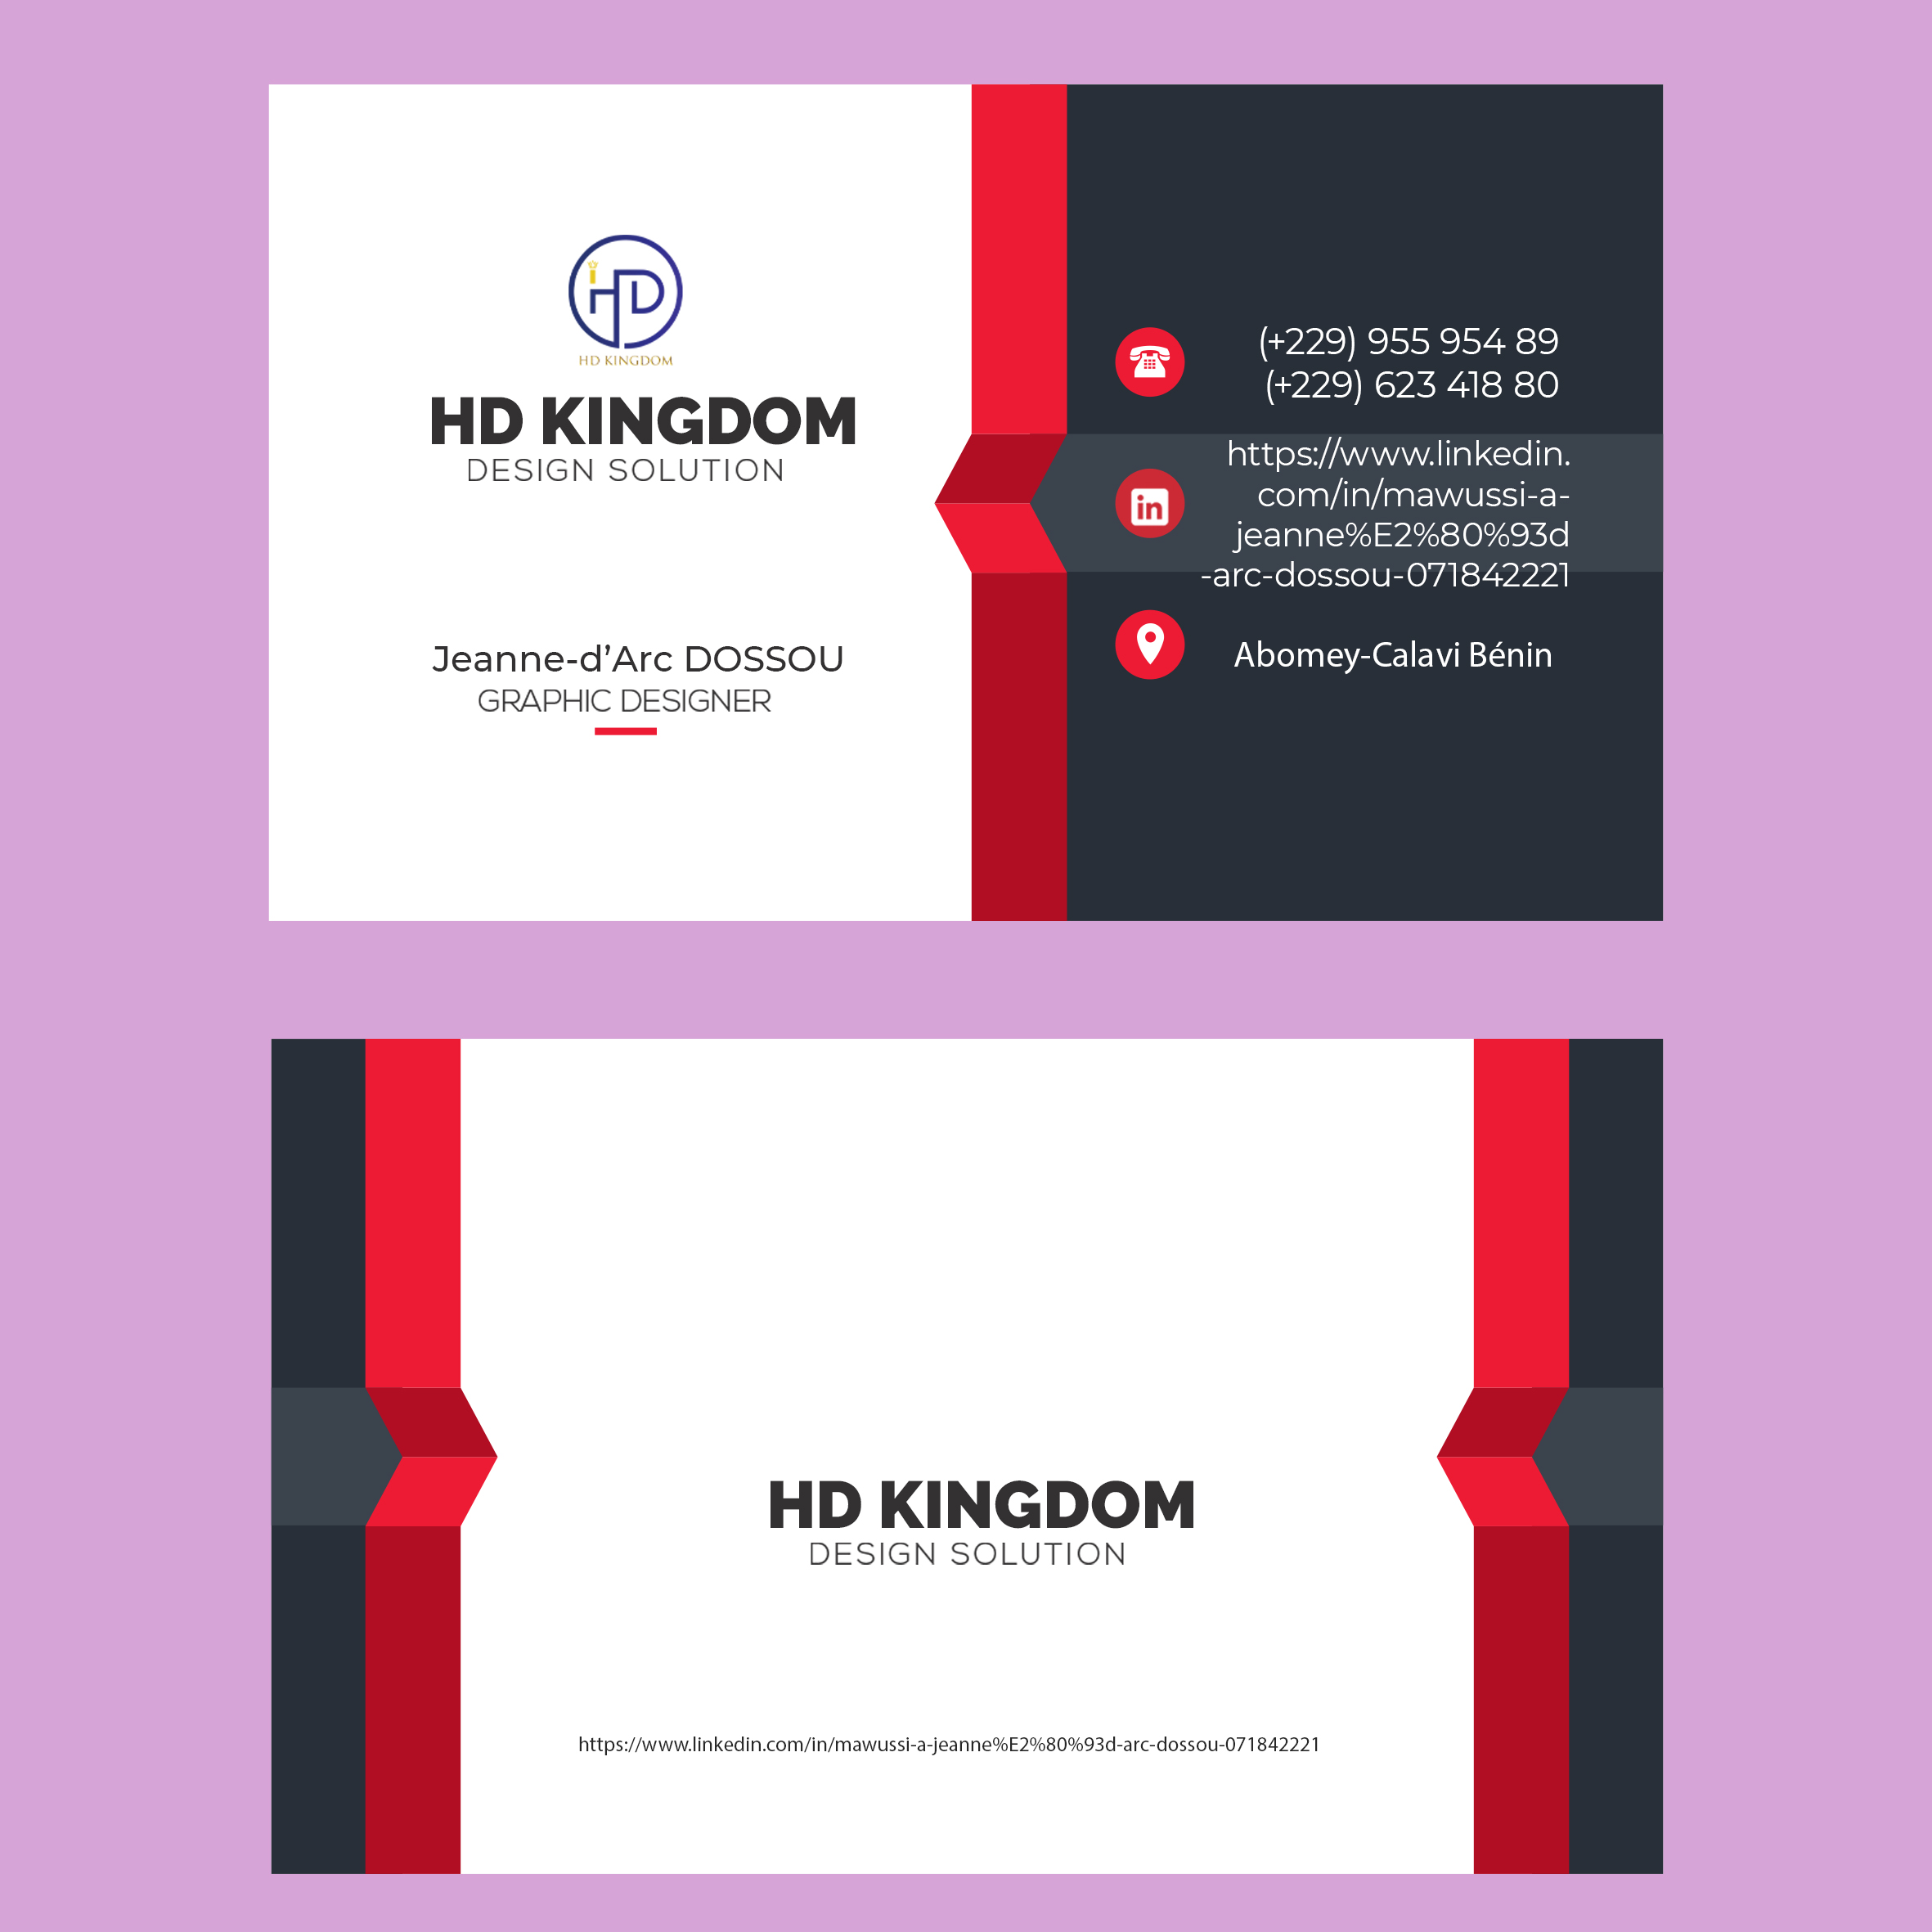 HD
HD KINGDOM
HD KINGDOM
DESIGN SOLUTION
Jeanne-d’Arc DOSSOU
GRAPHIC DESIGNER
(+229) 955 954 89
(+229) 623 418 80
in
https://www.linkedin.
com/in/mawussi-a-
jeanne%E2%80%93d
-arc-dossou-071842221
Abomey-Calavi Bénin
HD KINGDOM
DESIGN SOLUTION
https://www.linkedin.com/in/mawussi-a-jeanne%E2%80%93d-arc-dossou-071842221